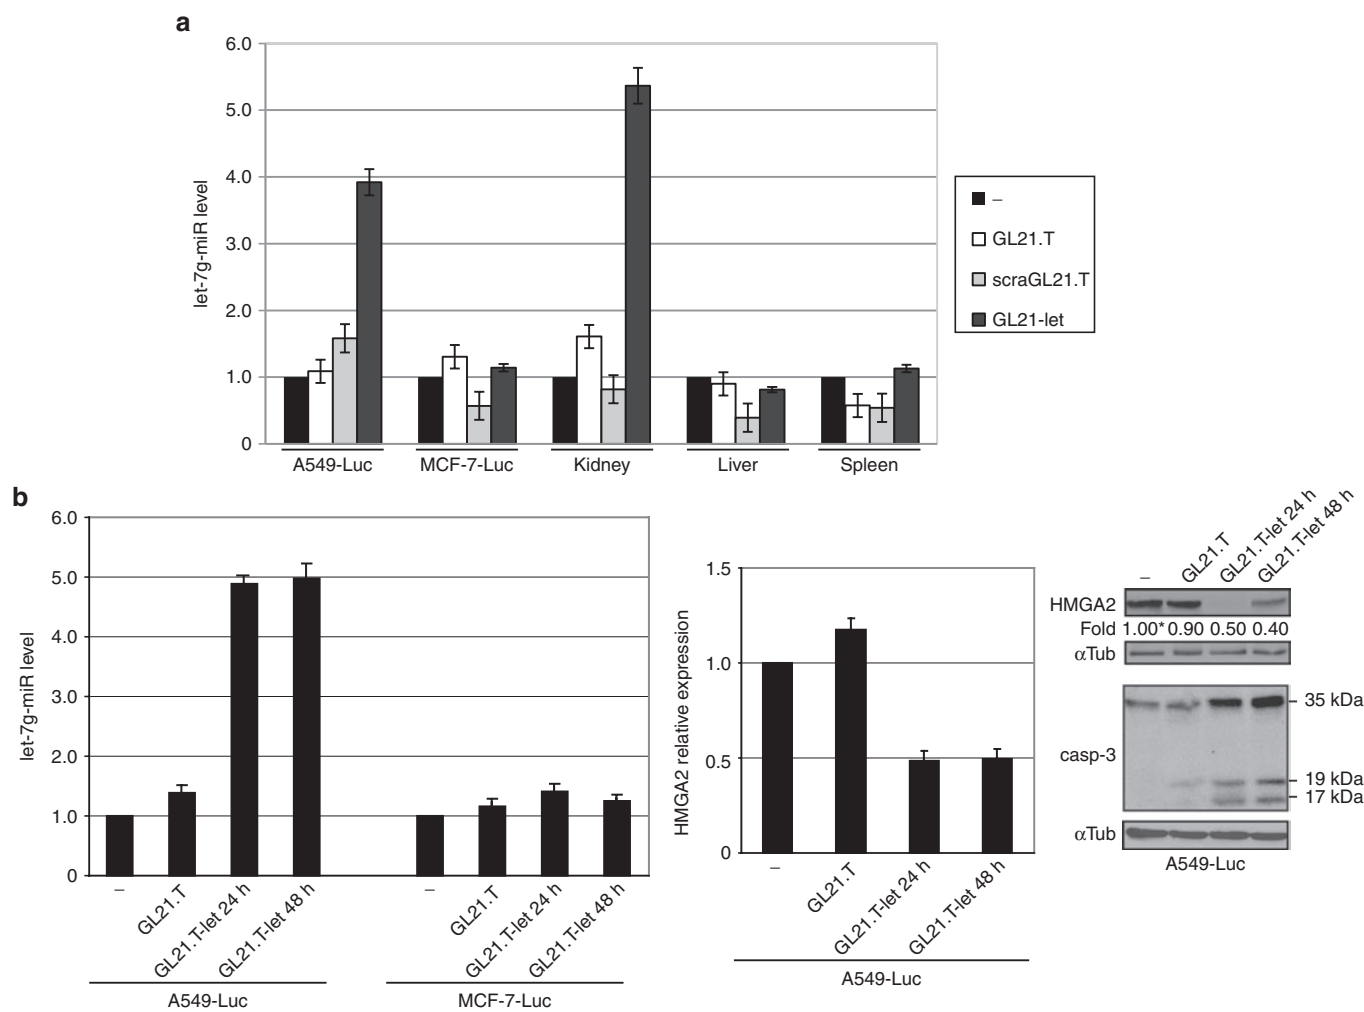 a
6.0
5.0
4.0
3.0
2.0
1.0
0
let-7g-miR level
A549-Luc
MCF-7-Luc
Kidney
Liver
Spleen
–
GL21.T
scraGL21.T
GL21-let
b
6.0
5.0
4.0
3.0
2.0
1.0
0
let-7g-miR level
–
GL21.T
GL21.T-let 24 h
GL21.T-let 48 h
–
GL21.T
GL21.T-let 24 h
GL21.T-let 48 h
A549-Luc
MCF-7-Luc
1.5
1.0
0.5
0
HMGA2 relative expression
–
GL21.T
GL21.T-let 24 h
GL21.T-let 48 h
A549-Luc
–
GL21.T
GL21.T-let 24 h
GL21.T-let 48 h
HMGA2
Fold 1.00* 0.90 0.50 0.40
αTub
35 kDa
casp-3
19 kDa
17 kDa
αTub
A549-Luc